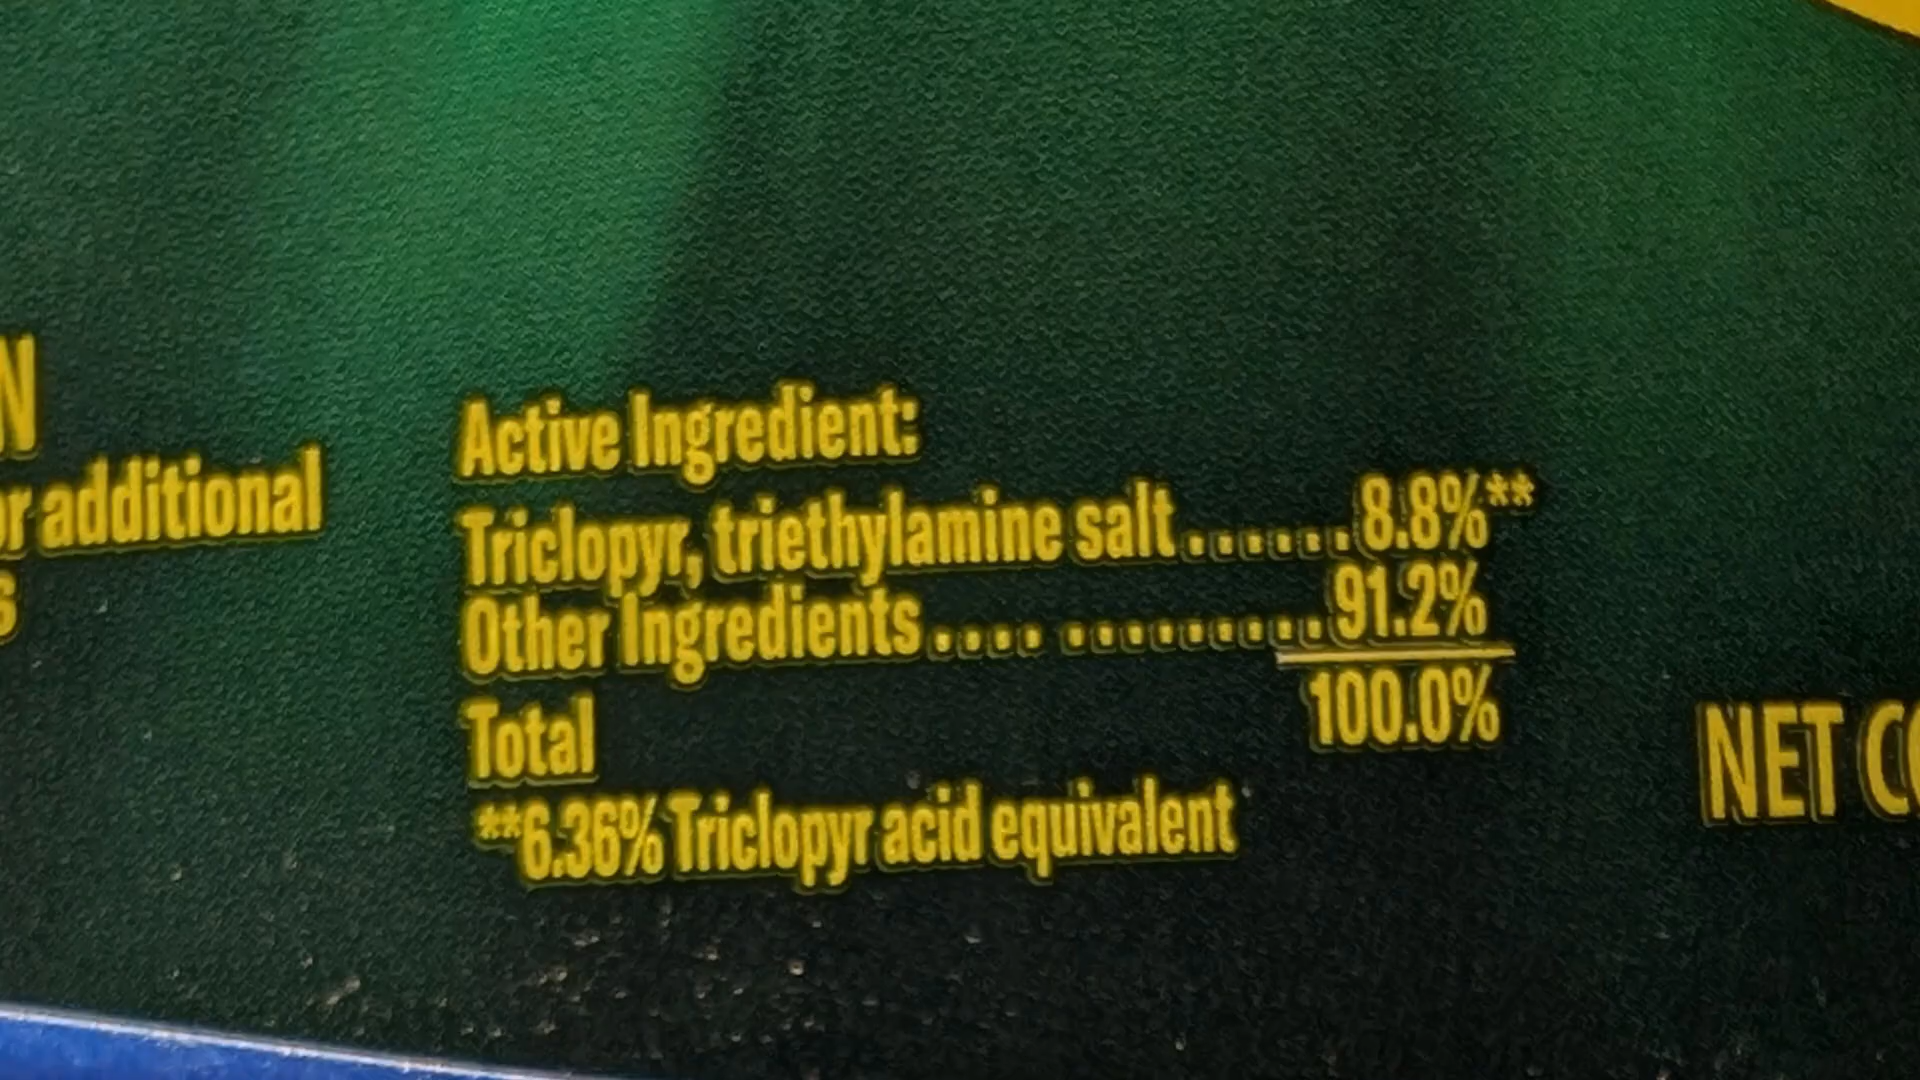 N
or additional
S
Active Ingredient:
Triclopyr, triethylamine salt......8.8%**
Other Ingredients.... ..........91.2%
Total 100.0%
**6.36% Triclopyr acid equivalent
NET CO